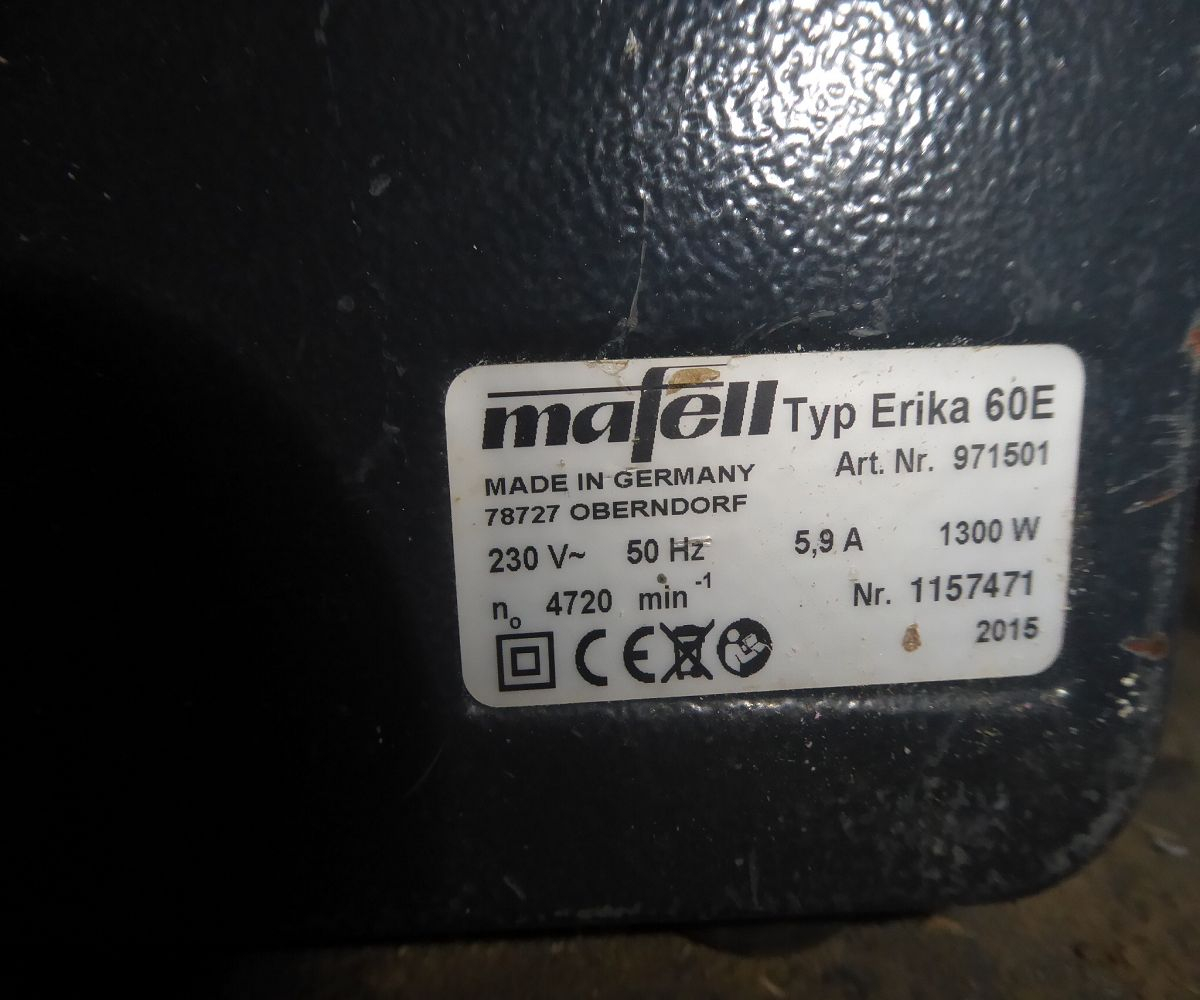 mafell Typ Erika 60E
Art. Nr. 971501
MADE IN GERMANY
78727 OBERNDORF
230 V~ 50 Hz 5,9 A 1300 W
n₀ 4720 min⁻¹ Nr. 1157471
CE 2015